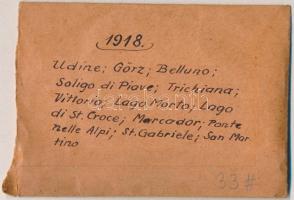 1918.
Udine; Görz; Belluno;
Soligo di Piave; Trichiana;
Vittorio; Lago Morto; Lago
di St. Croce; Marcador; Ponte
nelle Alpi; St. Gabriele; San Mar
tino
33#